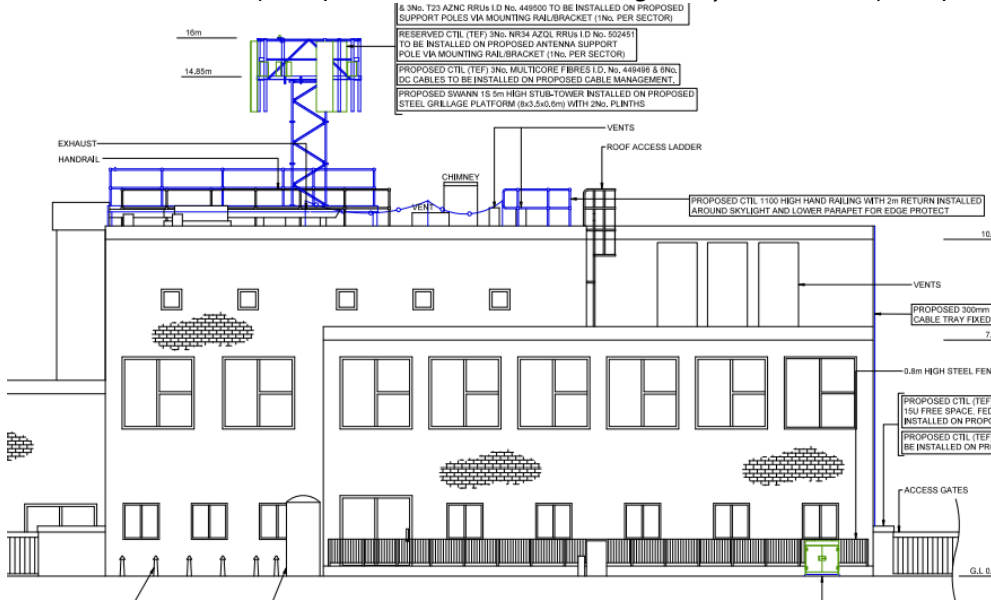 & 3No. T23 AZNC RRUs I.D No. 449500 TO BE INSTALLED ON PROPOSED
SUPPORT POLES VIA MOUNTING RAIL/BRACKET (1No. PER SECTOR)
16m
RESERVED CTIL (TEF) 3No. NR34 AZQL RRUs I.D No. 502451
TO BE INSTALLED ON PROPOSED ANTENNA SUPPORT
POLE VIA MOUNTING RAIL/BRACKET (1No. PER SECTOR)
14.85m
PROPOSED CTIL (TEF) 3No. MULTICORE FIBRES I.D. No. 449496 & 6No.
DC CABLES TO BE INSTALLED ON PROPOSED CABLE MANAGEMENT.
PROPOSED SWANN 1S 5m HIGH STUB-TOWER INSTALLED ON PROPOSED
STEEL GRILLAGE PLATFORM (8x3.5x0.6m) WITH 2No. PLINTHS
VENTS
EXHAUST
ROOF ACCESS LADDER
HANDRAIL
CHIMNEY
VENT
PROPOSED CTIL 1100 HIGH HAND RAILING WITH 2m RETURN INSTALLED
AROUND SKYLIGHT AND LOWER PARAPET FOR EDGE PROTECT
10.
VENTS
PROPOSED 300mm
CABLE TRAY FIXED
7.
0.8m HIGH STEEL FEN
PROPOSED CTIL (TEF
15U FREE SPACE, FED
INSTALLED ON PROPO
PROPOSED CTIL (TEF
BE INSTALLED ON PR
ACCESS GATES
G.L 0.